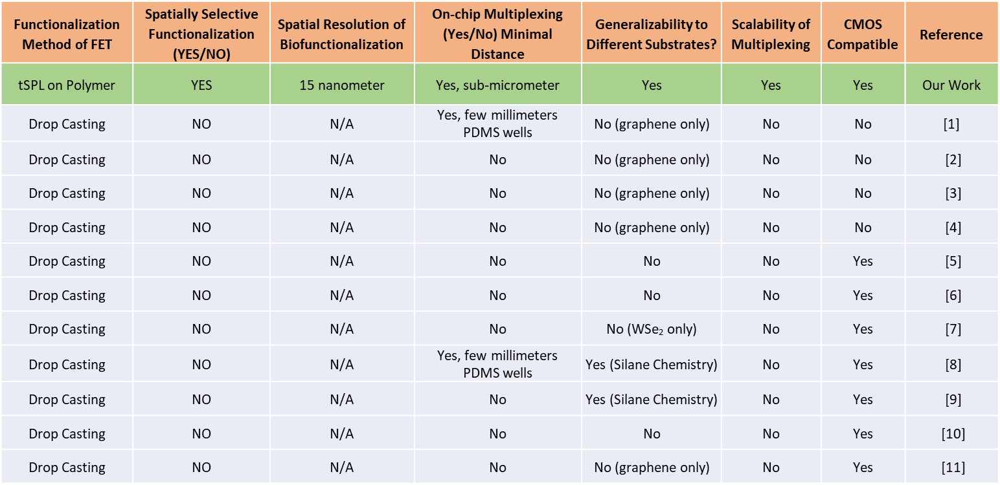 Functionalization Method of FET
Spatially Selective Functionalization (YES/NO)
Spatial Resolution of Biofunctionalization
On-chip Multiplexing (Yes/No) Minimal Distance
Generalizability to Different Substrates?
Scalability of Multiplexing
CMOS Compatible
Reference
tSPL on Polymer YES 15 nanometer Yes, sub-micrometer Yes Yes Yes Our Work
Drop Casting NO N/A Yes, few millimeters PDMS wells No (graphene only) No No [1]
Drop Casting NO N/A No No (graphene only) No No [2]
Drop Casting NO N/A No No (graphene only) No No [3]
Drop Casting NO N/A No No (graphene only) No No [4]
Drop Casting NO N/A No No No Yes [5]
Drop Casting NO N/A No No No Yes [6]
Drop Casting NO N/A No No (WSe₂ only) No Yes [7]
Drop Casting NO N/A Yes, few millimeters PDMS wells Yes (Silane Chemistry) No Yes [8]
Drop Casting NO N/A No Yes (Silane Chemistry) No Yes [9]
Drop Casting NO N/A No No No Yes [10]
Drop Casting NO N/A No No (graphene only) No Yes [11]